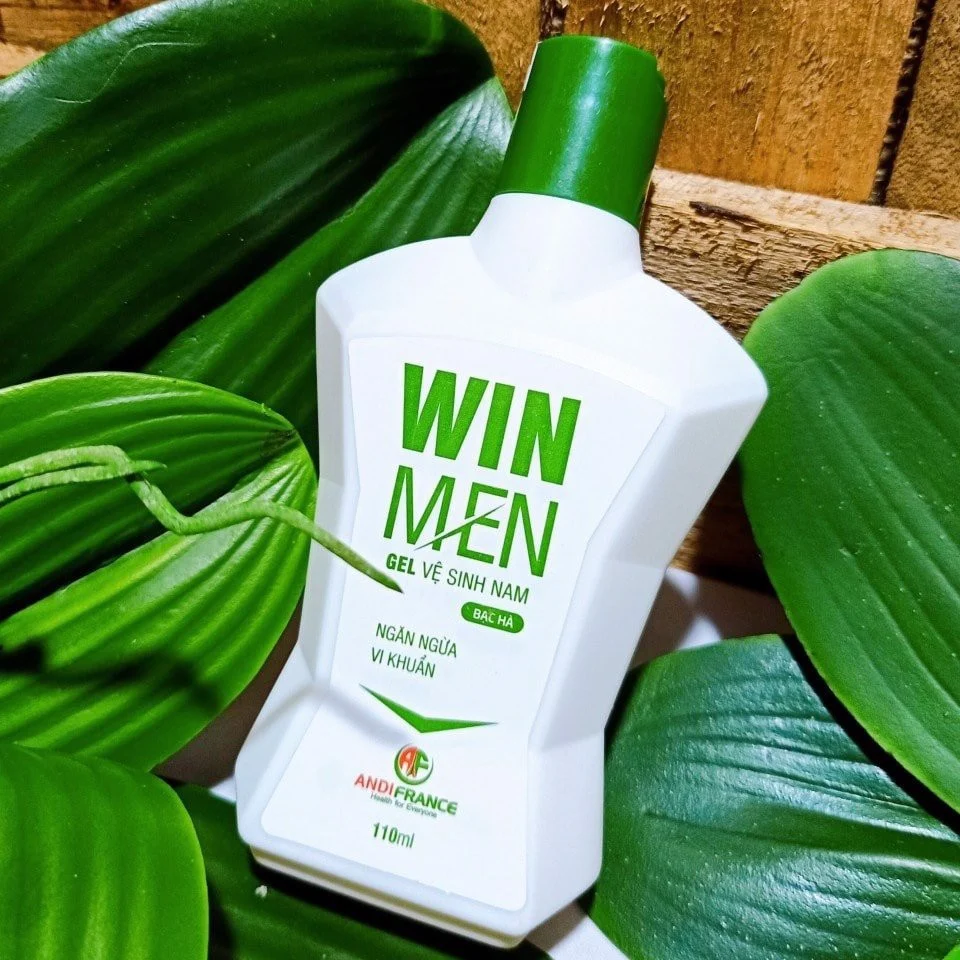 WIN
MEN
GEL VỆ SINH NAM
BẠC HÀ
NGĂN NGỪA
VI KHUẨN
AF
ANDIFRANCE
Health for Everyone
110ml